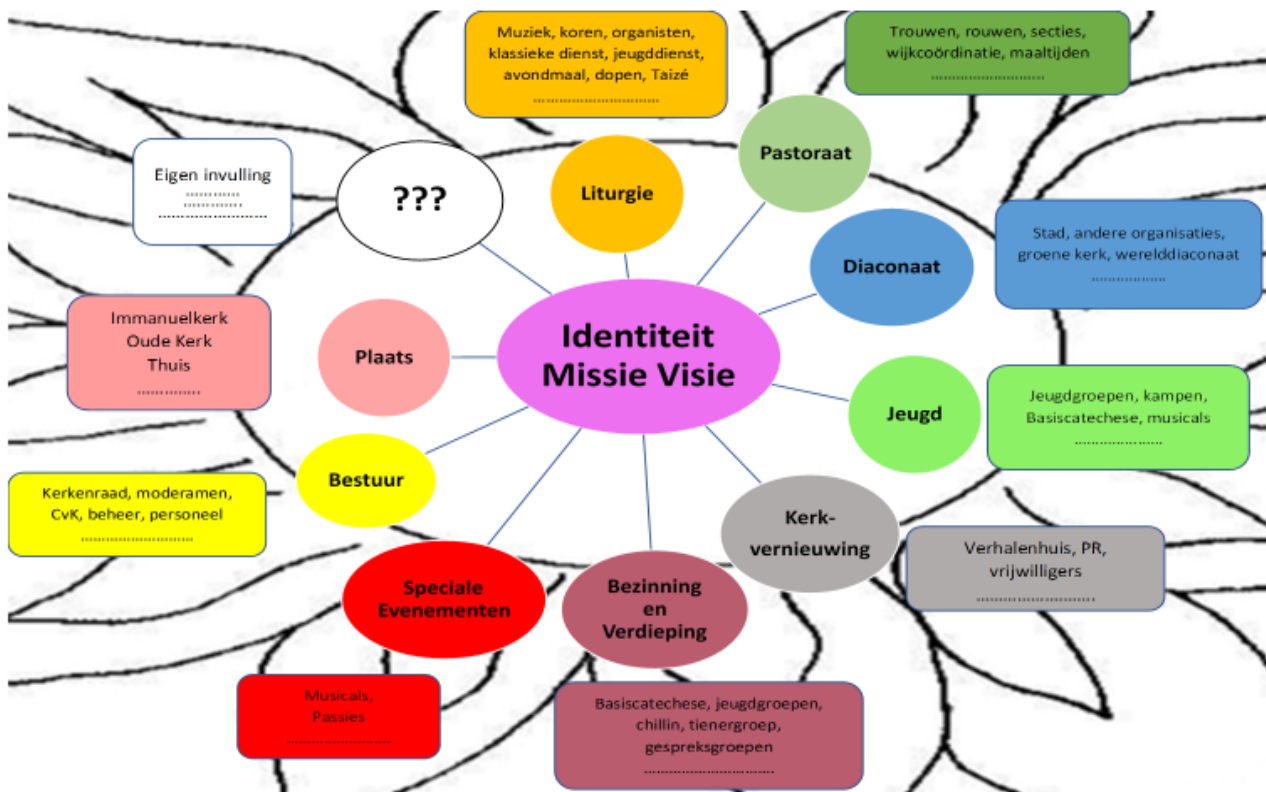 Muziek, koren, organisten,
klassieke dienst, jeugddienst,
avondmaal, dopen, Taizé
................................
Trouwen, rouwen, secties,
wijkcoördinatie, maaltijden
...........................
Eigen invulling
............
.............
..........................
???
Liturgie
Pastoraat
Stad, andere organisaties,
groene kerk, werelddiaconaat
..................
Diaconaat
Immanuelkerk
Oude Kerk
Thuis
..............
Plaats
Identiteit
Missie Visie
Jeugd
Jeugdgroepen, kampen,
Basiscatechese, musicals
......................
Kerkenraad, moderamen,
CvK, beheer, personeel
...........................
Bestuur
Kerk-
vernieuwing
Verhalenhuis, PR,
vrijwilligers
............................
Speciale
Evenementen
Bezinning
en
Verdieping
Musicals,
Passies
.........................
Basiscatechese, jeugdgroepen,
chillin, tienergroep,
gespreksgroepen
...............................